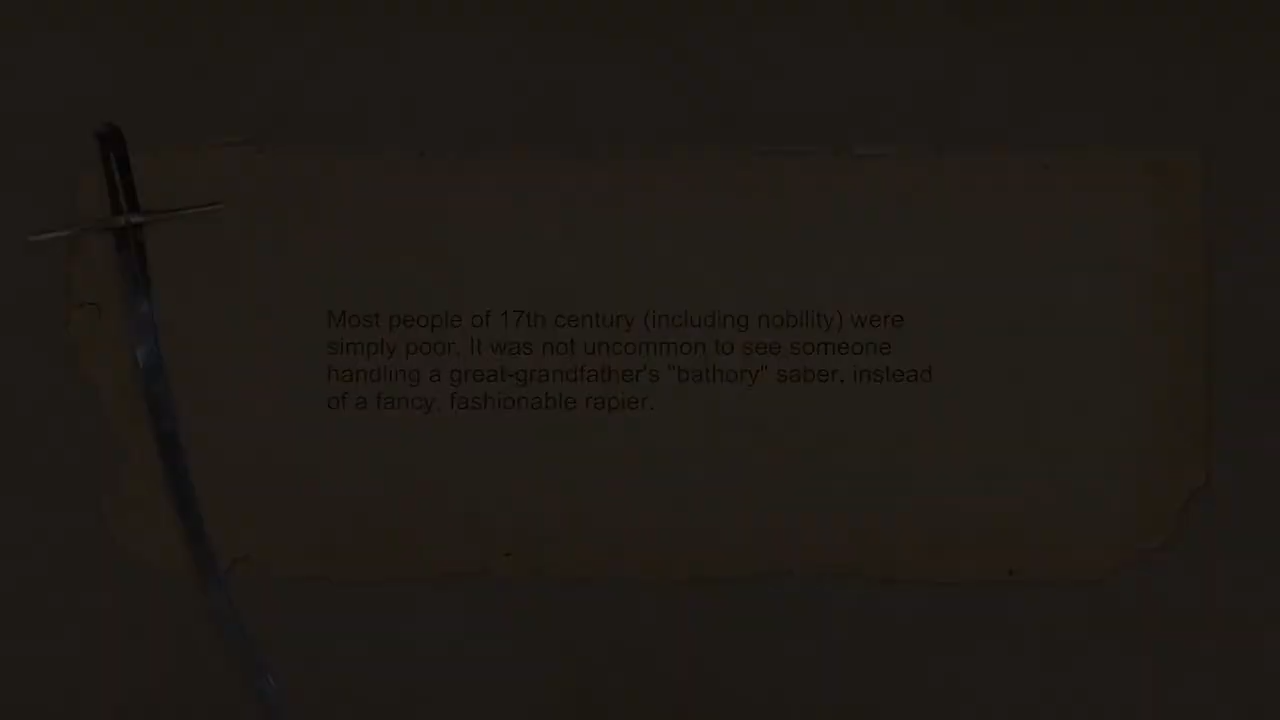 Most people of 17th century (including nobility) were
simply poor. It was not uncommon to see someone
handling a great-grandfather's "bathory" saber, instead
of a fancy, fashionable rapier.